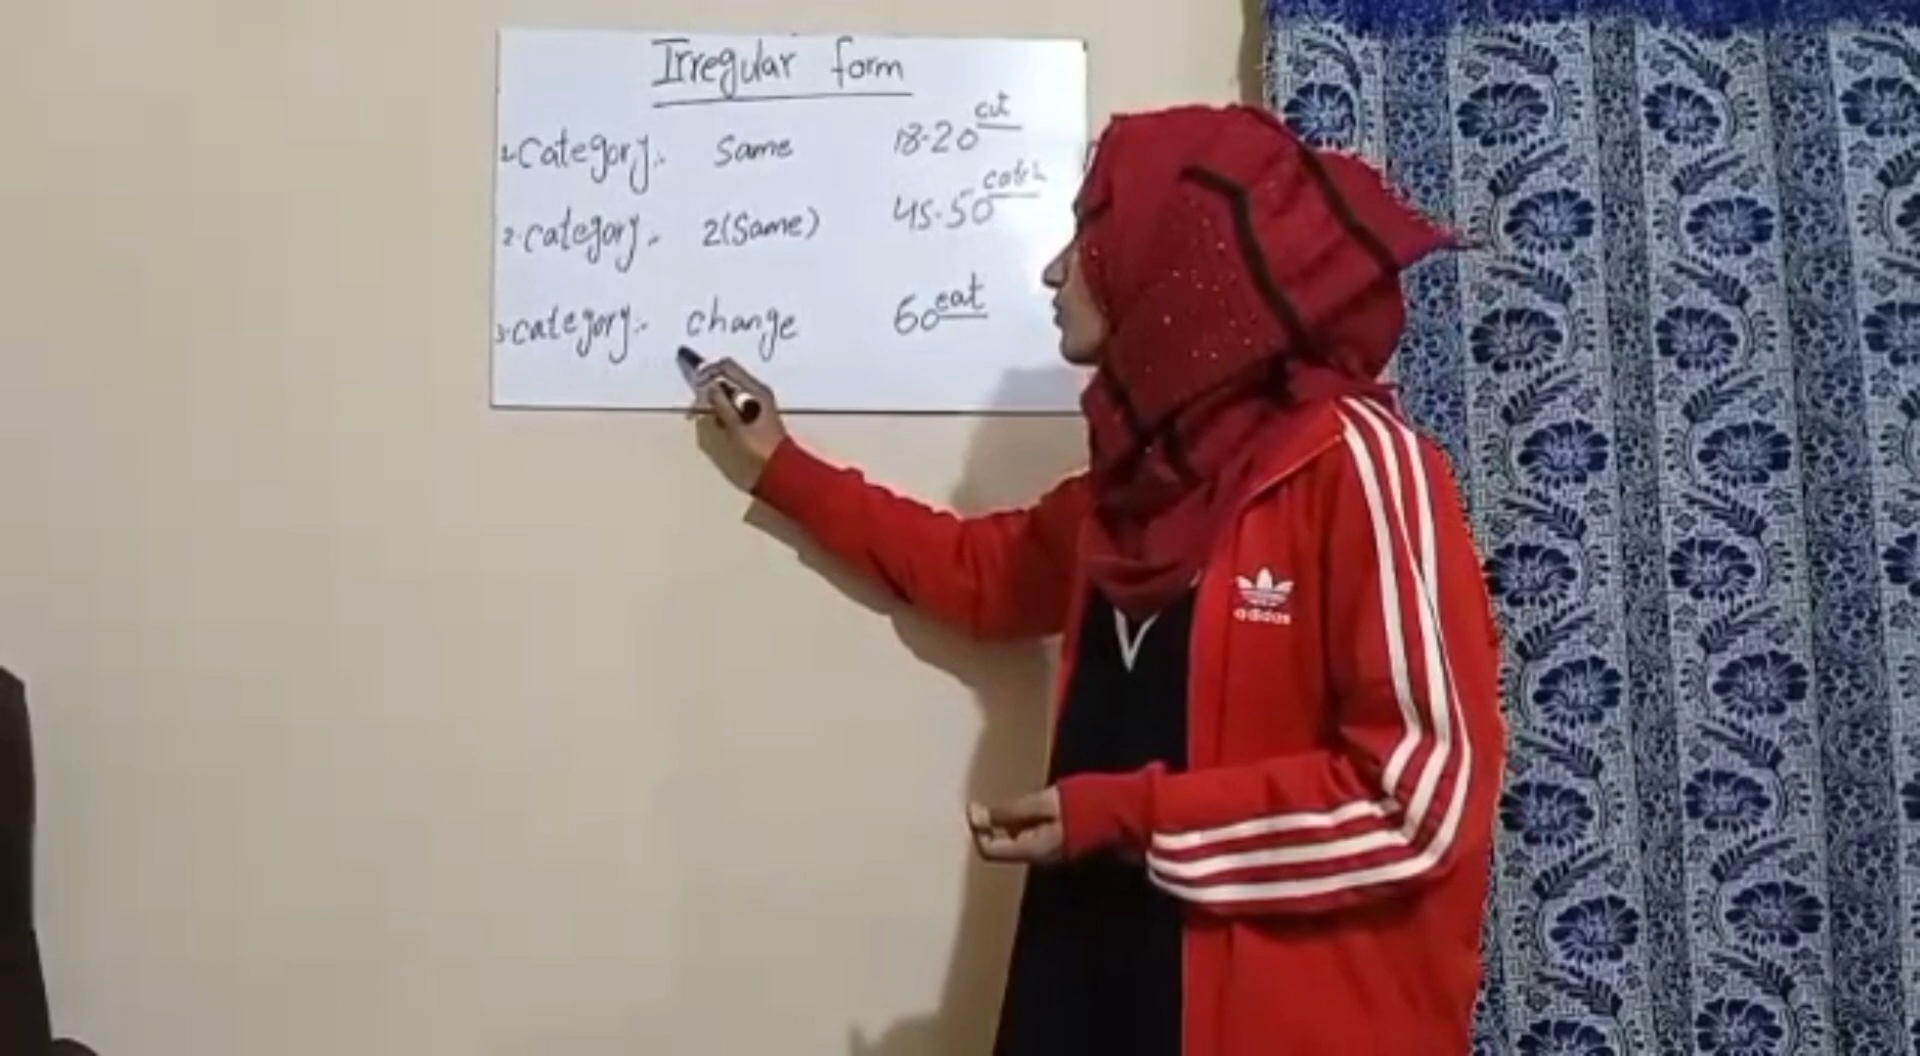 Irregular form
1. Category:- Same 18-20 cut
2. Category:- 2(Same) 45-50 catch
3. Category:- change 60 eat
adidas